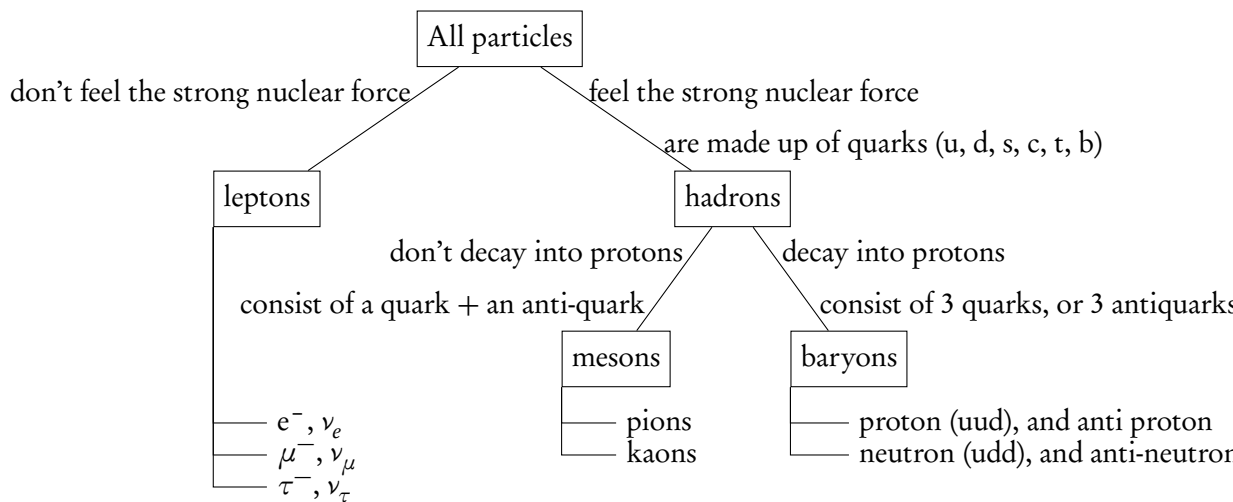 All particles
don't feel the strong nuclear force
feel the strong nuclear force
are made up of quarks (u, d, s, c, t, b)
leptons
hadrons
don't decay into protons
decay into protons
consist of a quark + an anti-quark
consist of 3 quarks, or 3 antiquarks
mesons
baryons
e⁻, νₑ
pions
proton (uud), and anti proton
μ⁻, ν_μ
kaons
neutron (udd), and anti-neutron
τ⁻, ν_τ